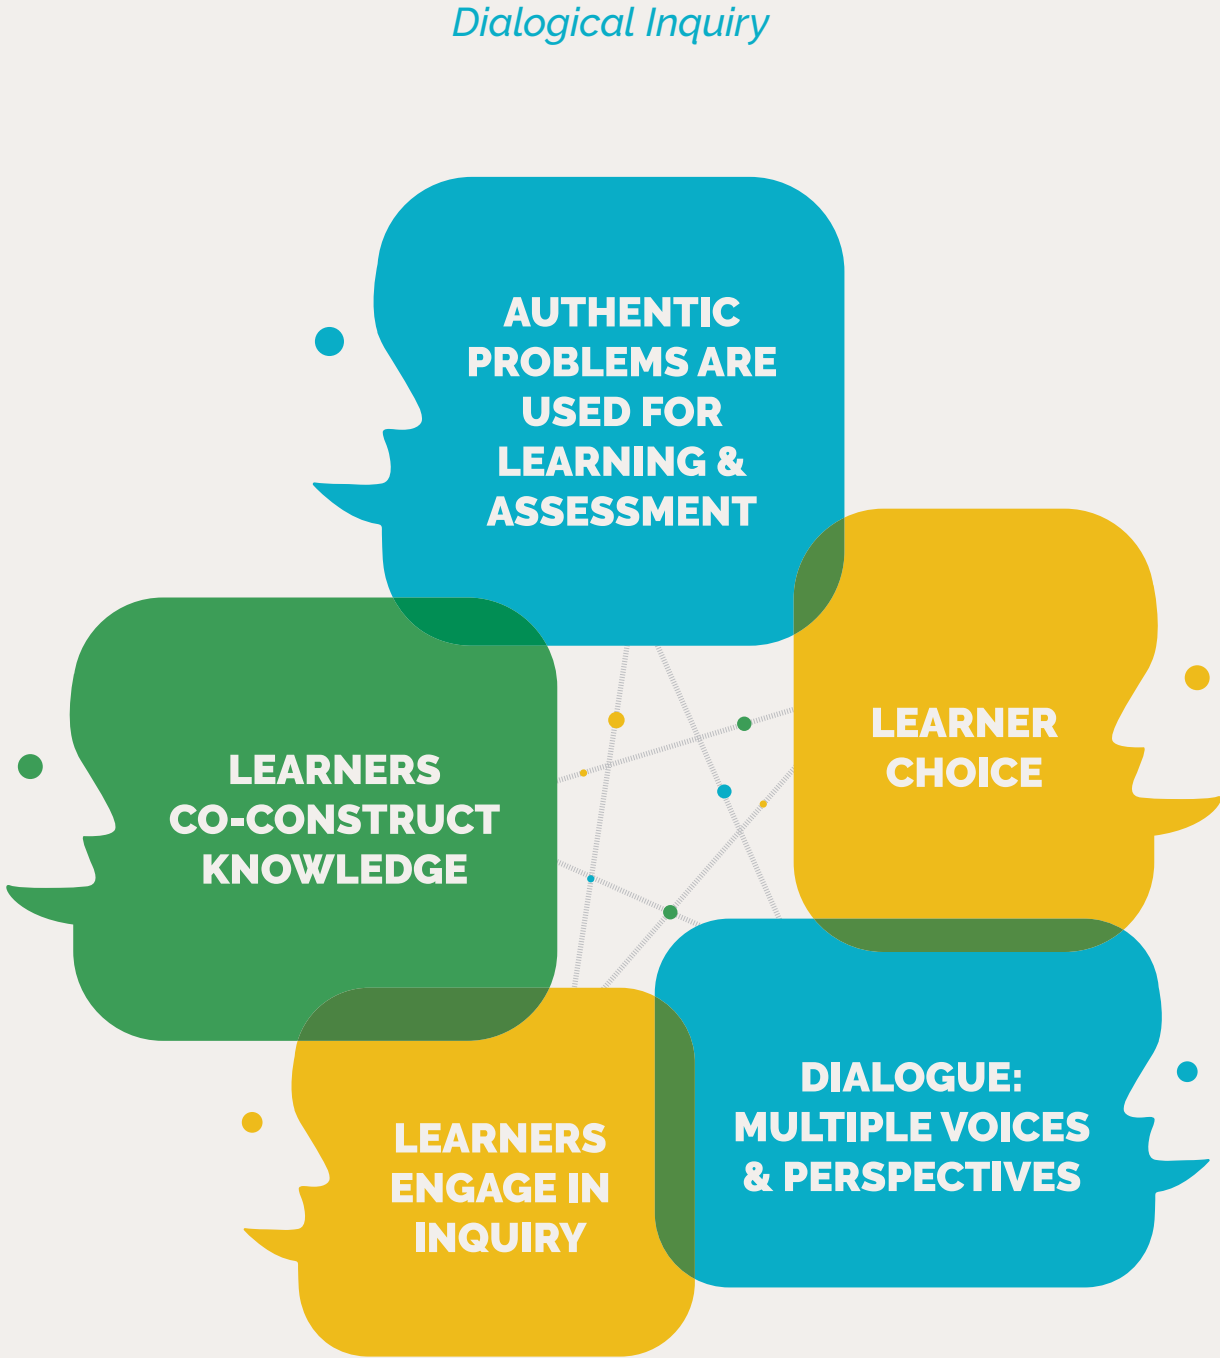 Dialogical Inquiry
AUTHENTIC
PROBLEMS ARE
USED FOR
LEARNING &
ASSESSMENT
LEARNER
CHOICE
LEARNERS
CO-CONSTRUCT
KNOWLEDGE
DIALOGUE:
MULTIPLE VOICES
& PERSPECTIVES
LEARNERS
ENGAGE IN
INQUIRY